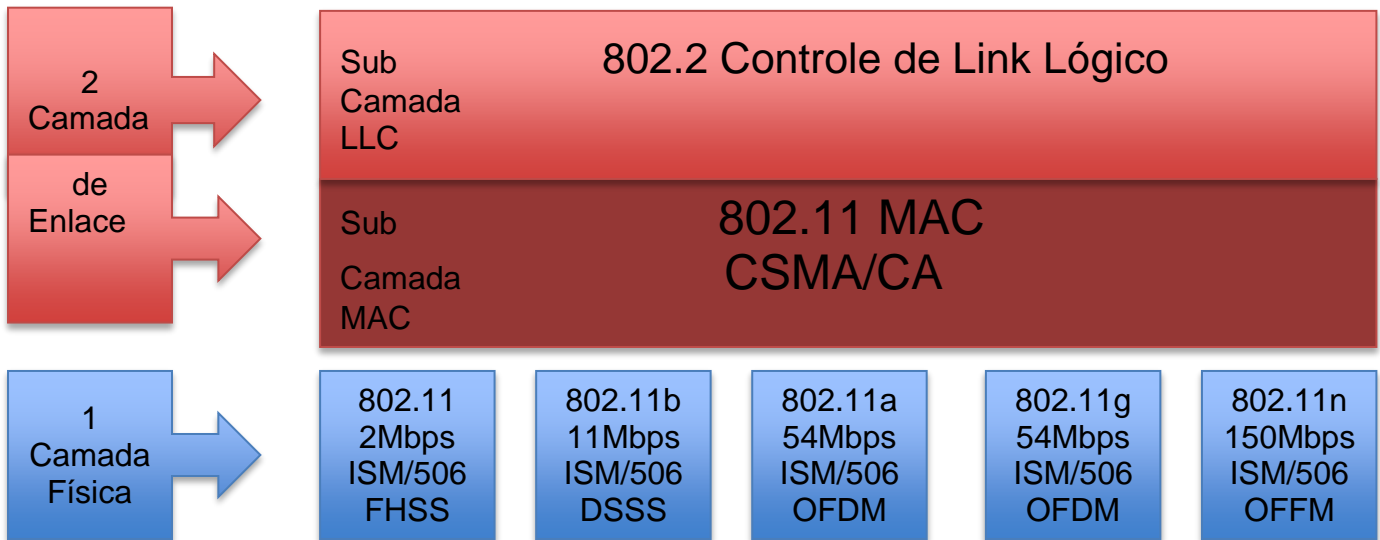 2
Camada
de
Enlace
Sub
Camada
LLC
802.2 Controle de Link Lógico
Sub
Camada
MAC
802.11 MAC
CSMA/CA
1
Camada
Física
802.11
2Mbps
ISM/506
FHSS
802.11b
11Mbps
ISM/506
DSSS
802.11a
54Mbps
ISM/506
OFDM
802.11g
54Mbps
ISM/506
OFDM
802.11n
150Mbps
ISM/506
OFFM